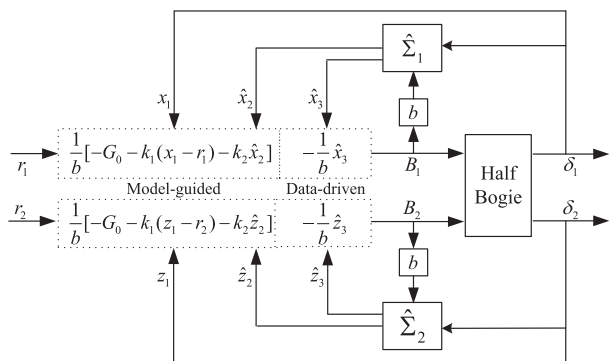 Σ̂₁
x₁ x̂₂ x̂₃ b
r₁ 1/b[−G₀ − k₁(x₁ − r₁) − k₂x̂₂] −1/b x̂₃ B₁ δ₁
Model-guided Data-driven Half Bogie
r₂ 1/b[−G₀ − k₁(z₁ − r₂) − k₂ẑ₂] −1/b ẑ₃ B₂ δ₂
z₁ ẑ₂ ẑ₃ b
Σ̂₂